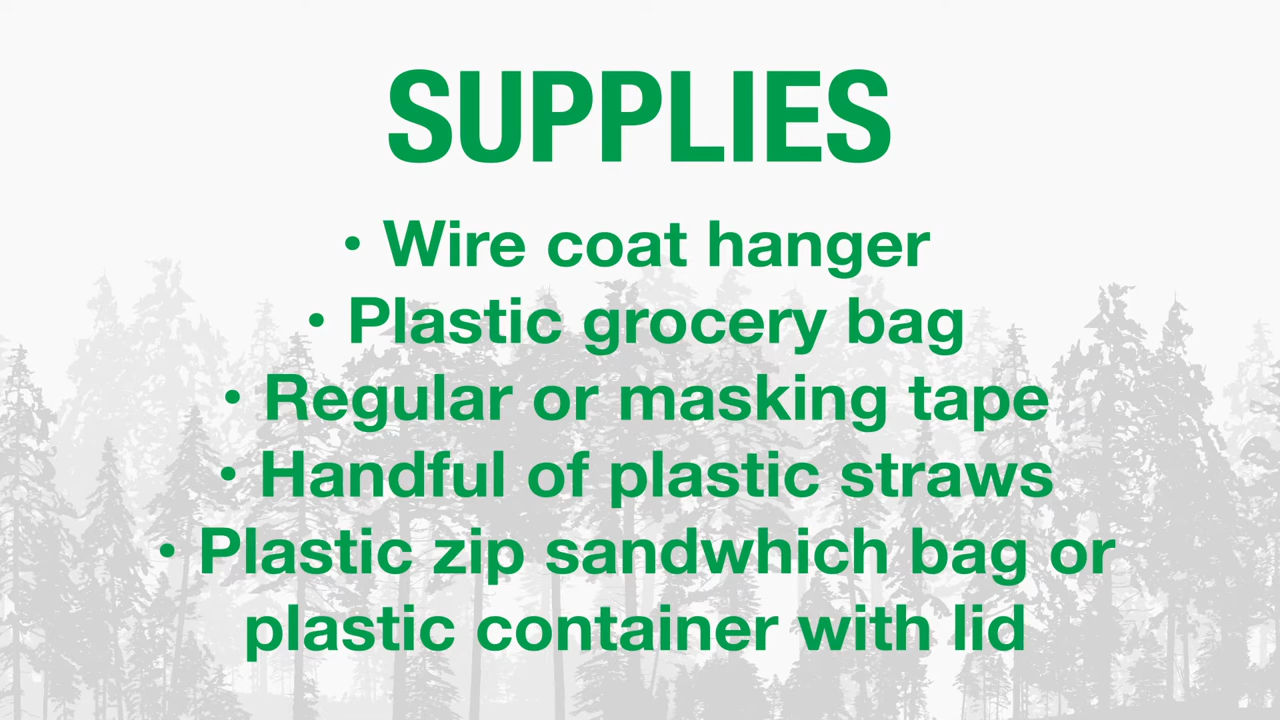 SUPPLIES
• Wire coat hanger
• Plastic grocery bag
• Regular or masking tape
• Handful of plastic straws
• Plastic zip sandwhich bag or
plastic container with lid